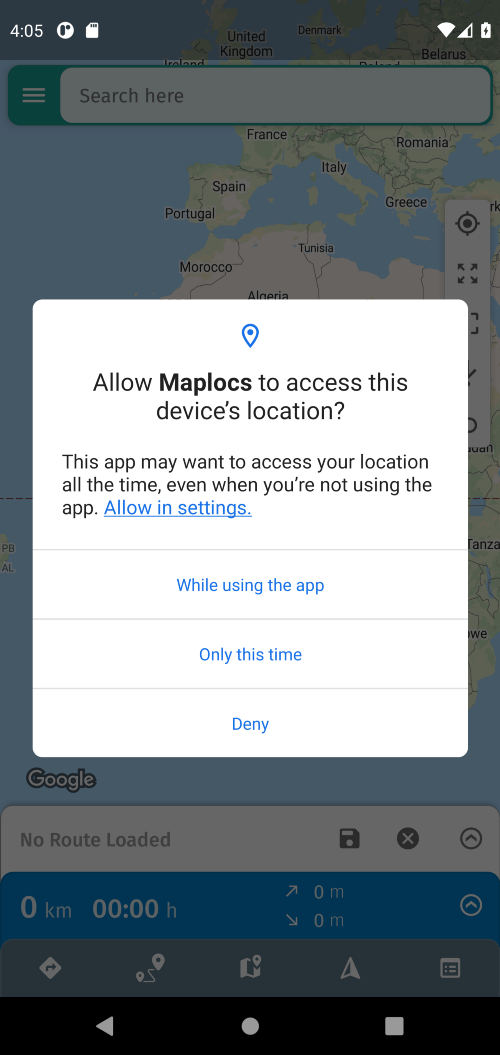 4:05
United
Kingdom
Denmark
Belarus
Search here
France
Romania
Italy
Spain
Greece
Portugal
Tunisia
Morocco
Algeria
Allow Maplocs to access this
device's location?
This app may want to access your location
all the time, even when you're not using the
app. Allow in settings.
PB
AL
While using the app
Only this time
Deny
Google
No Route Loaded
0 km 00:00 h
0 m
0 m